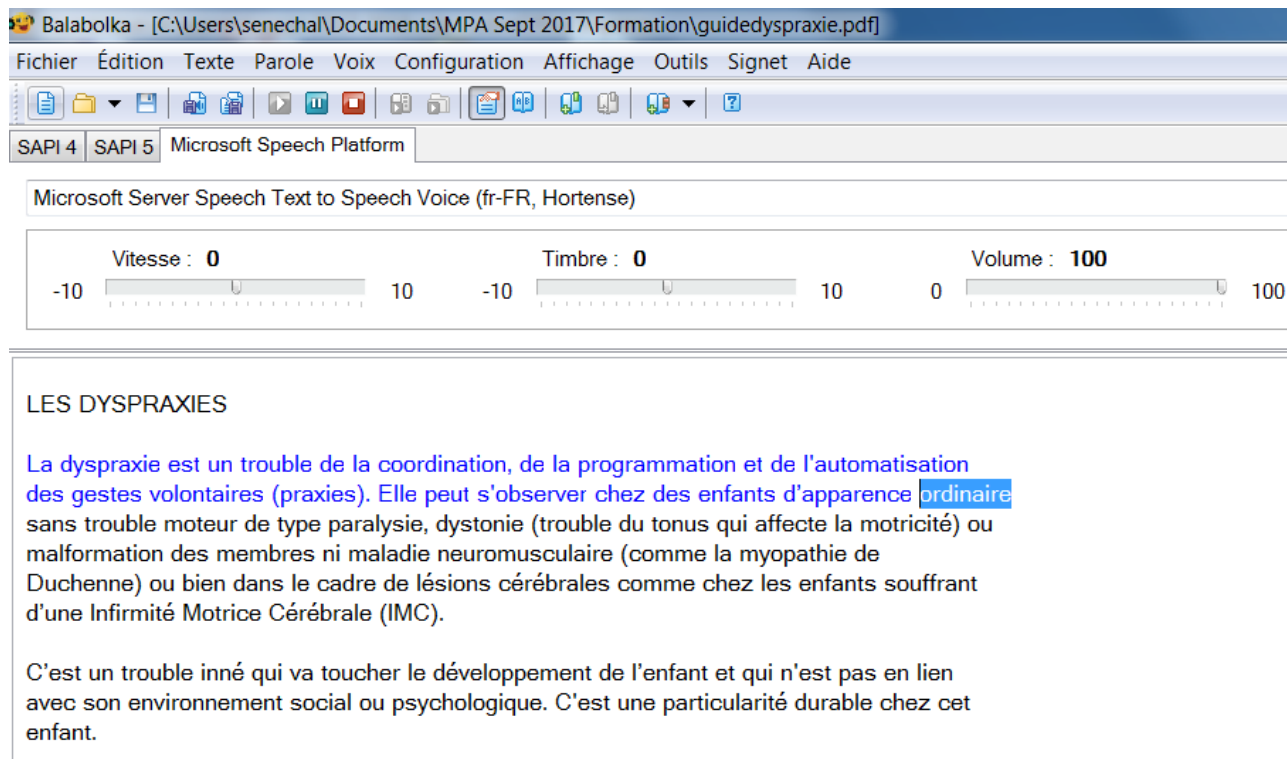 Balabolka - [C:\Users\senechal\Documents\MPA Sept 2017\Formation\guidedyspraxie.pdf]
Fichier Édition Texte Parole Voix Configuration Affichage Outils Signet Aide
SAPI 4 SAPI 5 Microsoft Speech Platform
Microsoft Server Speech Text to Speech Voice (fr-FR, Hortense)
Vitesse : 0 Timbre : 0 Volume : 100
-10 10 -10 10 0 100
LES DYSPRAXIES
La dyspraxie est un trouble de la coordination, de la programmation et de l'automatisation
des gestes volontaires (praxies). Elle peut s'observer chez des enfants d’apparence ordinaire
sans trouble moteur de type paralysie, dystonie (trouble du tonus qui affecte la motricité) ou
malformation des membres ni maladie neuromusculaire (comme la myopathie de
Duchenne) ou bien dans le cadre de lésions cérébrales comme chez les enfants souffrant
d’une Infirmité Motrice Cérébrale (IMC).
C’est un trouble inné qui va toucher le développement de l’enfant et qui n'est pas en lien
avec son environnement social ou psychologique. C'est une particularité durable chez cet
enfant.